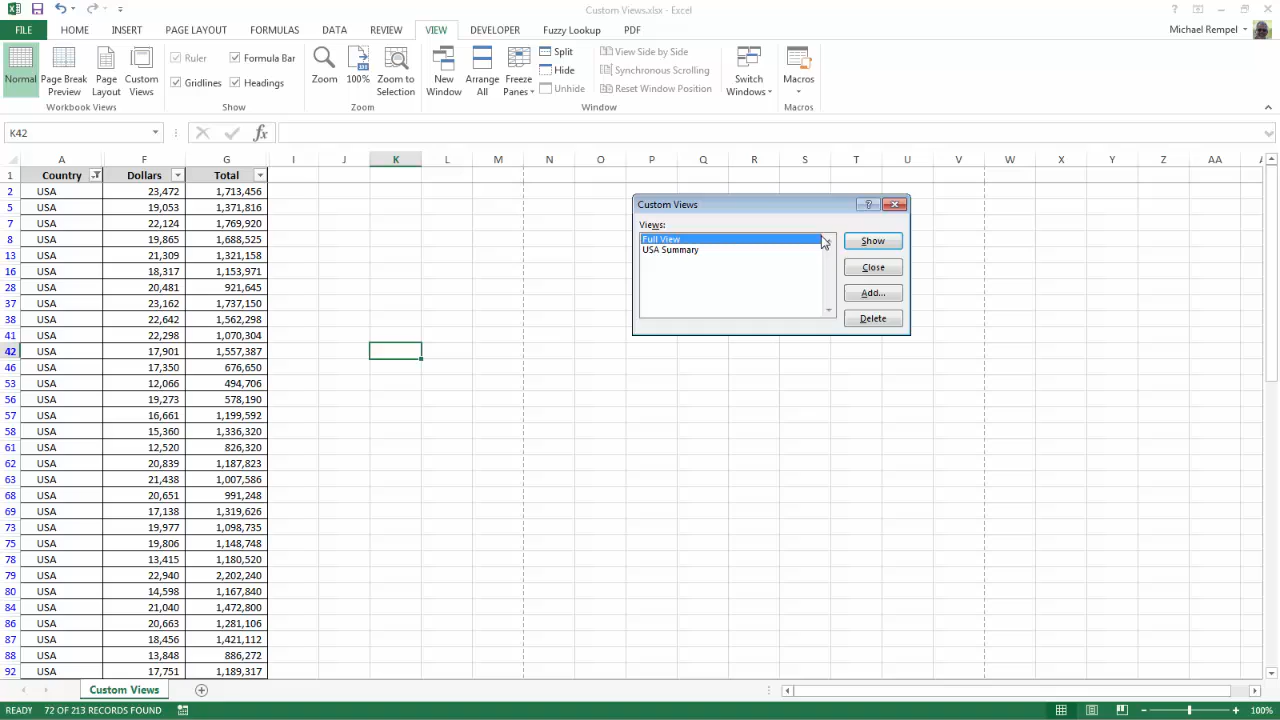 Custom Views.xlsx - Excel
FILE HOME INSERT PAGE LAYOUT FORMULAS DATA REVIEW VIEW DEVELOPER Fuzzy Lookup PDF Michael Rempel
Normal Page Break Preview Page Layout Custom Views
Ruler Formula Bar
Gridlines Headings
Zoom 100% Zoom to Selection
New Window Arrange All Freeze Panes
Split
Hide
Unhide
View Side by Side
Synchronous Scrolling
Reset Window Position
Switch Windows Macros
Workbook Views Show Zoom Window Macros
K42 fx
A F G I J K L M N O P Q R S T U V W X Y Z AA
1 Country Dollars Total
2 USA 23,472 1,713,456
5 USA 19,053 1,371,816
7 USA 22,124 1,769,920
8 USA 19,865 1,688,525
13 USA 21,309 1,321,158
16 USA 18,317 1,153,971
28 USA 20,481 921,645
37 USA 23,162 1,737,150
38 USA 22,642 1,562,298
41 USA 22,298 1,070,304
42 USA 17,901 1,557,387
46 USA 17,350 676,650
53 USA 12,066 494,706
56 USA 19,273 578,190
57 USA 16,661 1,199,592
58 USA 15,360 1,336,320
61 USA 12,520 826,320
62 USA 20,839 1,187,823
63 USA 21,438 1,007,586
68 USA 20,651 991,248
69 USA 17,138 1,319,626
73 USA 19,977 1,098,735
75 USA 19,806 1,148,748
78 USA 13,415 1,180,520
79 USA 22,940 2,202,240
80 USA 14,598 1,167,840
84 USA 21,040 1,472,800
86 USA 20,663 1,281,106
87 USA 18,456 1,421,112
88 USA 13,848 886,272
92 USA 17,751 1,189,317
Custom Views
Views:
Full View
USA Summary
Show
Close
Add...
Delete
Custom Views
READY 72 OF 213 RECORDS FOUND 100%